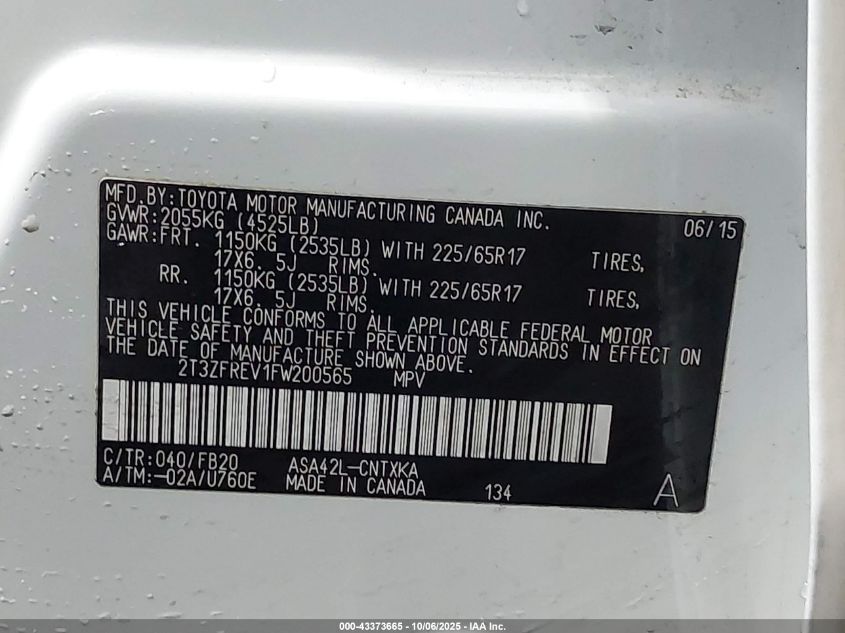 MFD.BY:TOYOTA MOTOR MANUFACTURING CANADA INC. 06/15
GVWR:2055KG (4525LB)
GAWR:FRT. 1150KG (2535LB) WITH 225/65R17 TIRES,
17X6.5J RIMS.
RR. 1150KG (2535LB) WITH 225/65R17 TIRES,
17X6.5J RIMS.
THIS VEHICLE CONFORMS TO ALL APPLICABLE FEDERAL MOTOR
VEHICLE SAFETY AND THEFT PREVENTION STANDARDS IN EFFECT ON
THE DATE OF MANUFACTURE SHOWN ABOVE.
2T3ZFREV1FW200565 MPV
C/TR:040/FB20 ASA42L-CNTXKA
A/TM:-02A/U760E MADE IN CANADA 134 A
000-43373665 - 10/06/2025 - IAA Inc.